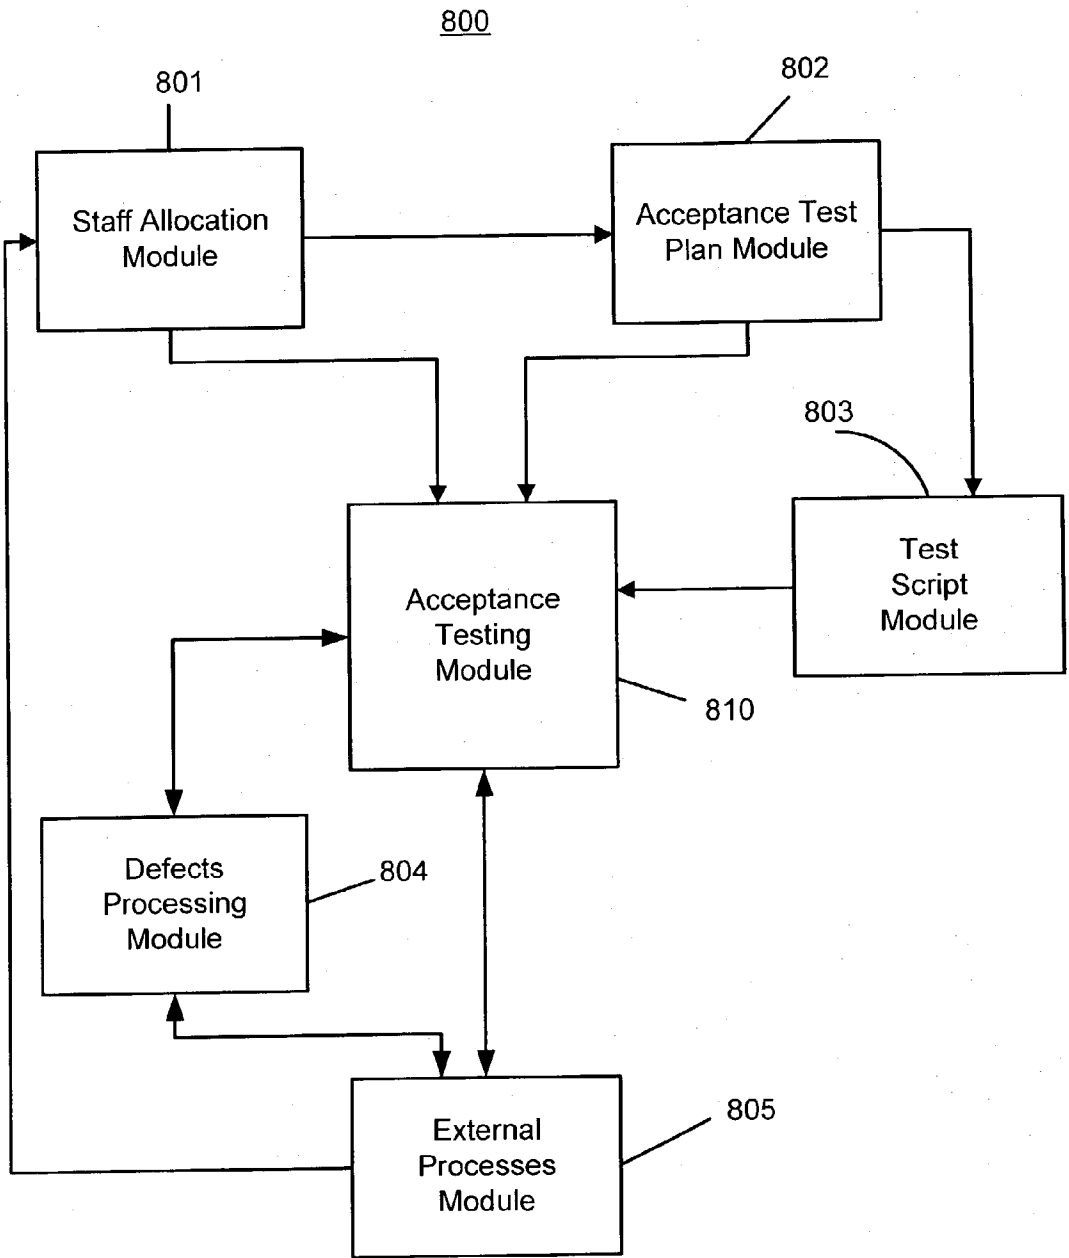 800
801
802
Staff Allocation
Module
Acceptance Test
Plan Module
803
Test
Script
Module
Acceptance
Testing
Module
810
Defects
Processing
Module
804
External
Processes
Module
805